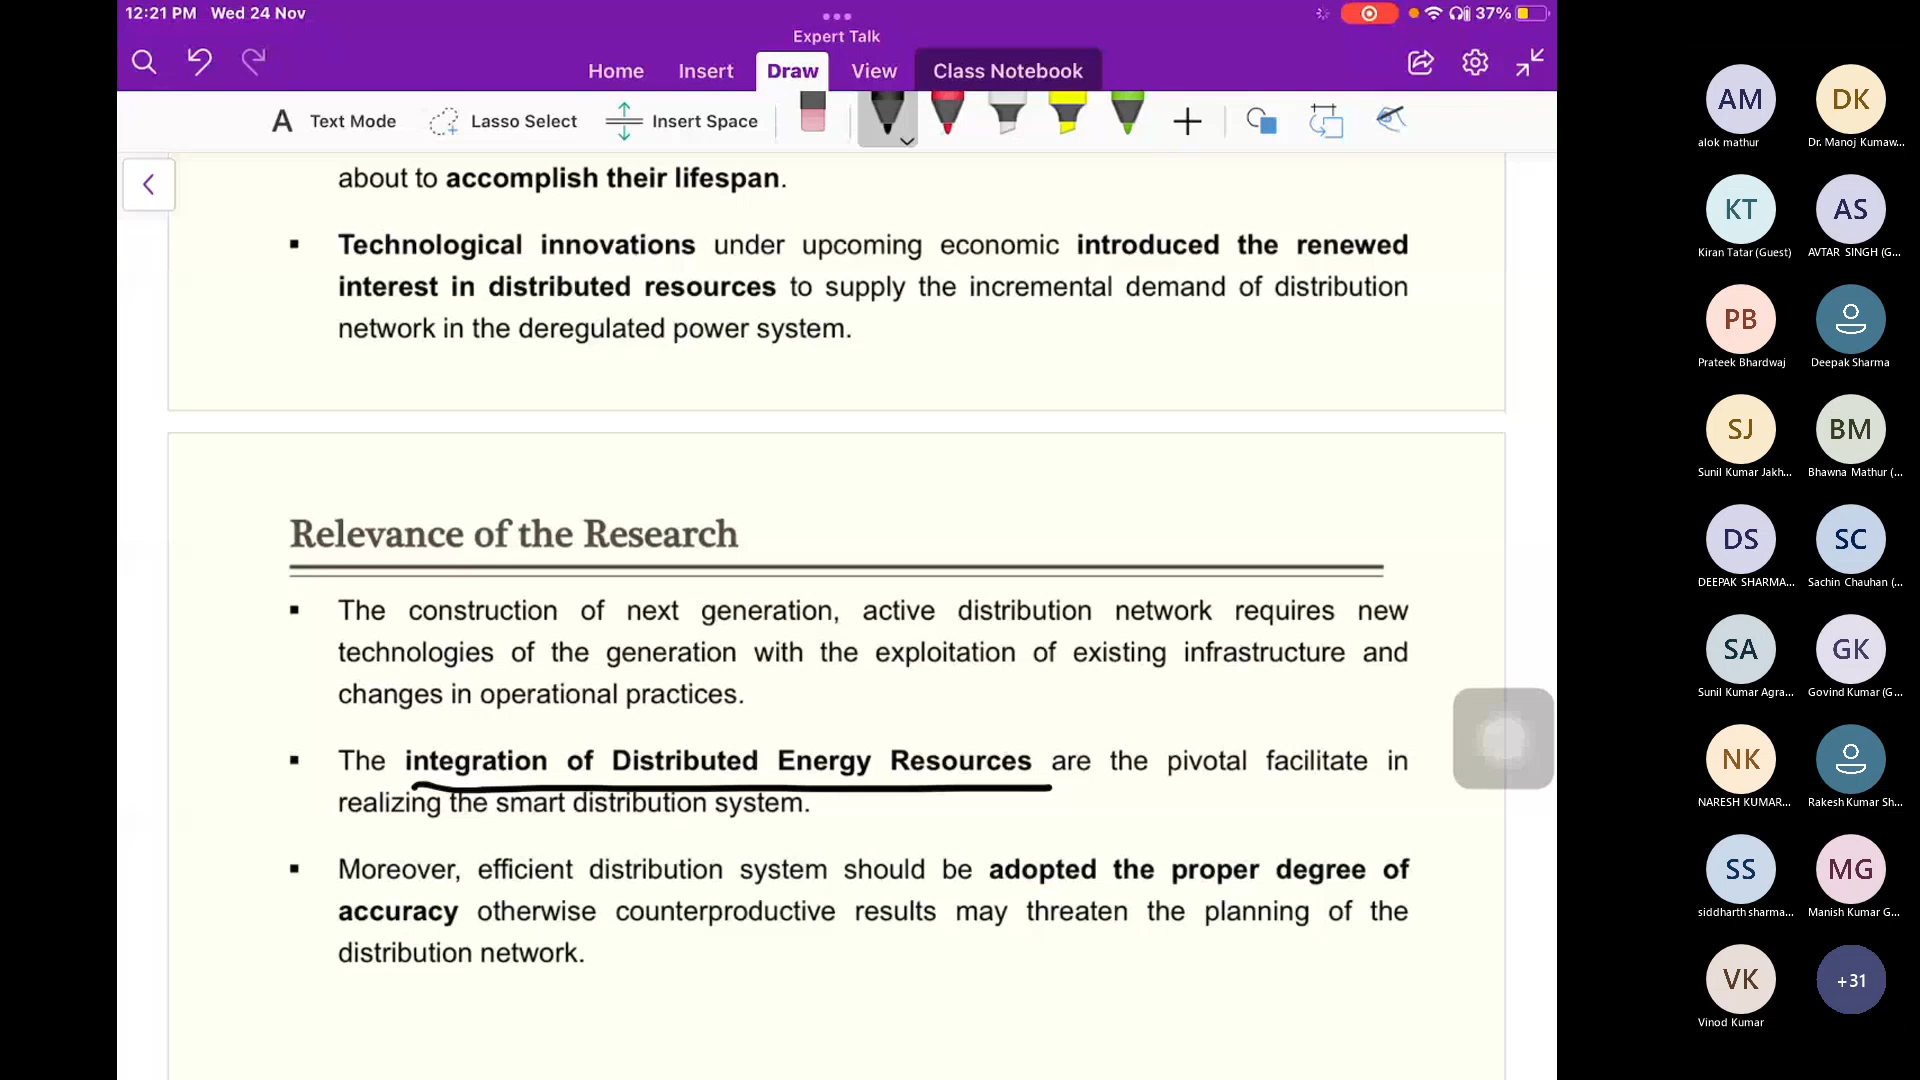 12:21 PM Wed 24 Nov
37%
Expert Talk
Home Insert Draw View Class Notebook
A Text Mode Lasso Select Insert Space
about to accomplish their lifespan.
▪ Technological innovations under upcoming economic introduced the renewed
interest in distributed resources to supply the incremental demand of distribution
network in the deregulated power system.
Relevance of the Research
▪ The construction of next generation, active distribution network requires new
technologies of the generation with the exploitation of existing infrastructure and
changes in operational practices.
▪ The integration of Distributed Energy Resources are the pivotal facilitate in
realizing the smart distribution system.
▪ Moreover, efficient distribution system should be adopted the proper degree of
accuracy otherwise counterproductive results may threaten the planning of the
distribution network.
AM DK
alok mathur Dr. Manoj Kumaw...
KT AS
Kiran Tatar (Guest) AVTAR SINGH (G...
PB
Prateek Bhardwaj Deepak Sharma
SJ BM
Sunil Kumar Jakh... Bhawna Mathur (...
DS SC
DEEPAK SHARMA... Sachin Chauhan (...
SA GK
Sunil Kumar Agra... Govind Kumar (G...
NK
NARESH KUMAR... Rakesh Kumar Sh...
SS MG
siddharth sharma... Manish Kumar G...
VK +31
Vinod Kumar